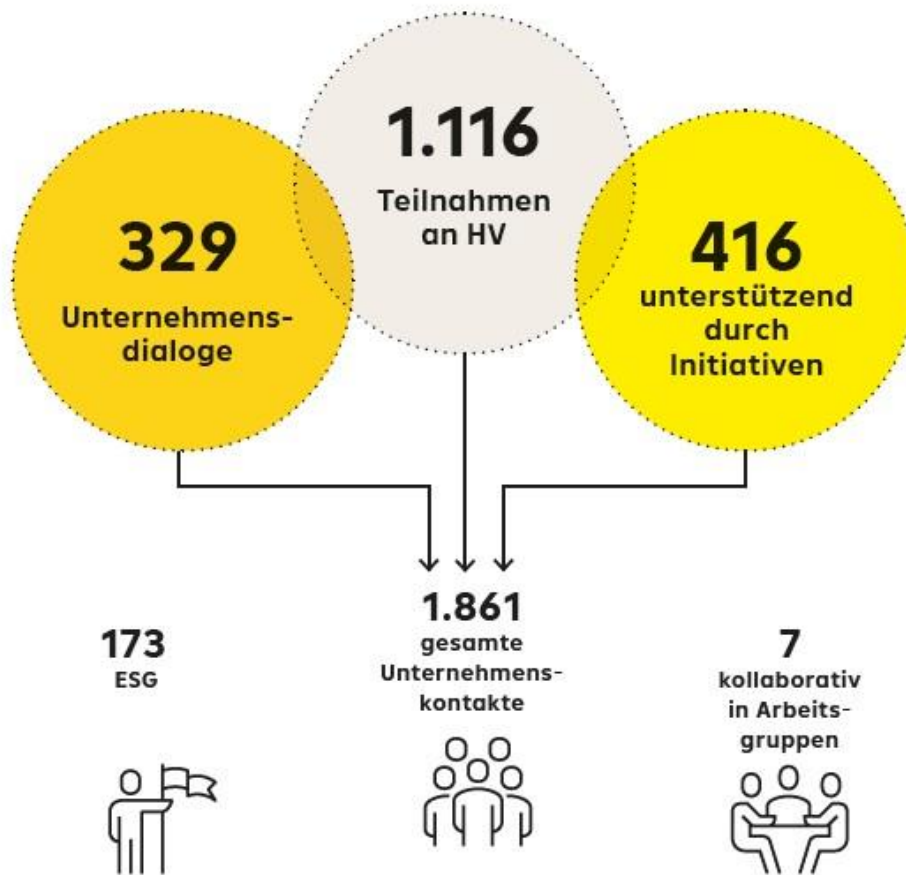 1.116
Teilnahmen
an HV
329
Unternehmens-
dialoge
416
unterstützend
durch
Initiativen
1.861
gesamte
Unternehmens-
kontakte
173
ESG
7
kollaborativ
in Arbeits-
gruppen